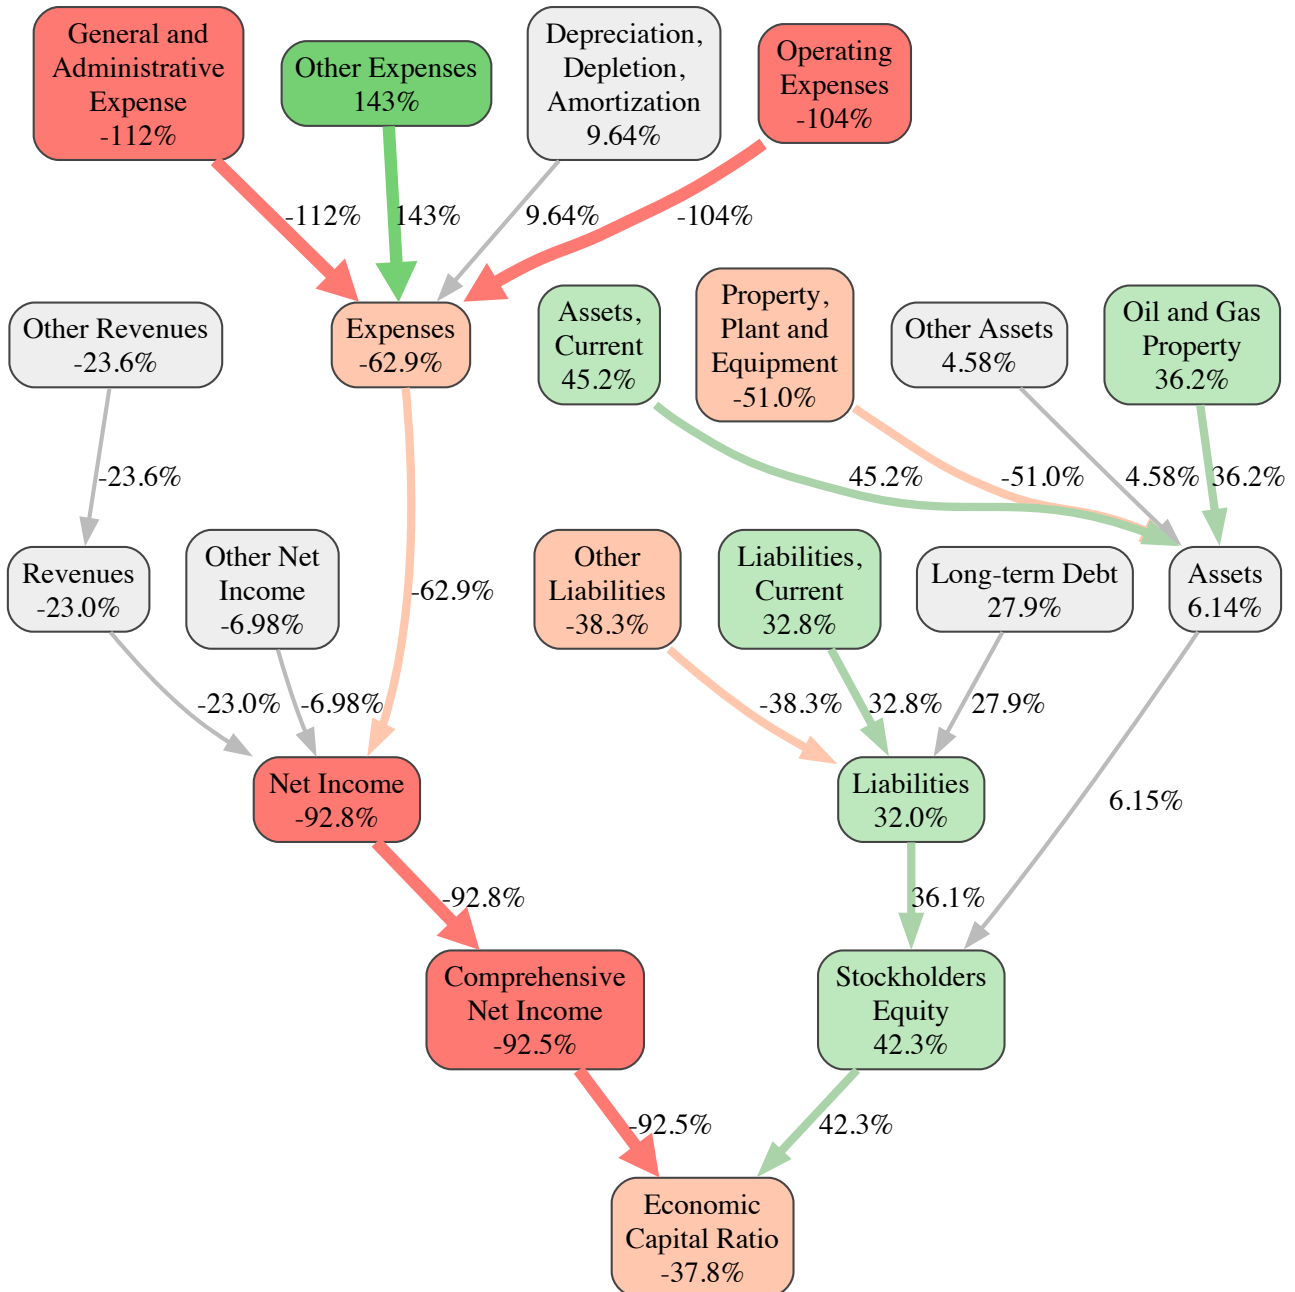 General and
Administrative
Expense
-112%
Other Expenses
143%
Depreciation,
Depletion,
Amortization
9.64%
Operating
Expenses
-104%
-112%
143%
9.64%
-104%
Other Revenues
-23.6%
Expenses
-62.9%
Assets,
Current
45.2%
Property,
Plant and
Equipment
-51.0%
Other Assets
4.58%
Oil and Gas
Property
36.2%
-23.6%
45.2%
-51.0%
4.58%
36.2%
Revenues
-23.0%
Other Net
Income
-6.98%
-62.9%
Other
Liabilities
-38.3%
Liabilities,
Current
32.8%
Long-term Debt
27.9%
Assets
6.14%
-23.0%
-6.98%
-38.3%
32.8%
27.9%
Net Income
-92.8%
Liabilities
32.0%
6.15%
-92.8%
36.1%
Comprehensive
Net Income
-92.5%
Stockholders
Equity
42.3%
-92.5%
42.3%
Economic
Capital Ratio
-37.8%